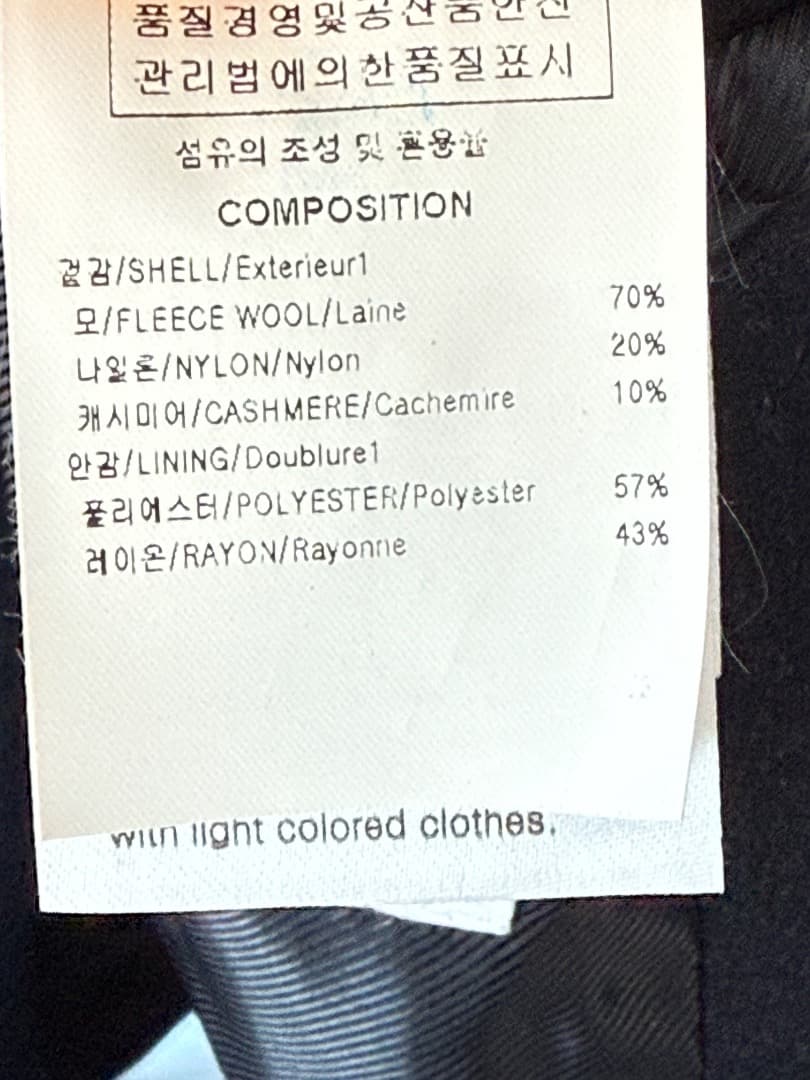 품질경영및공산품안전
관리법에의한품질표시
섬유의 조성 및 혼용율
COMPOSITION
겉감/SHELL/Exterieur1
모/FLEECE WOOL/Laine 70%
나일론/NYLON/Nylon 20%
캐시미어/CASHMERE/Cachemire 10%
안감/LINING/Doublure1
폴리에스터/POLYESTER/Polyester 57%
레이온/RAYON/Rayonne 43%
with light colored clothes.